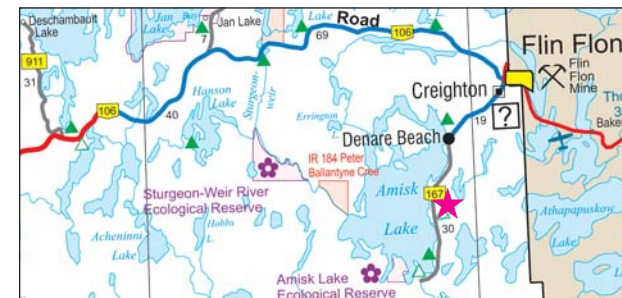 Deschambault
Lake
Jan
Bay
Jan Lake
7
Lake
Road
69
106
Flin Flon
911
31
Flin
Flon
Mine
Hanson
Lake
Sturgeon-
weir
Creighton
106
40
Errington
19
?
Denare Beach
IR 184 Peter
Ballantyne Cree
Sturgeon-Weir River
Ecological Reserve
Amisk
Lake
167
30
Acheninni
Lake
Hobbs
L.
Athapapuskow
Lake
Amisk Lake
Ecological Reserve